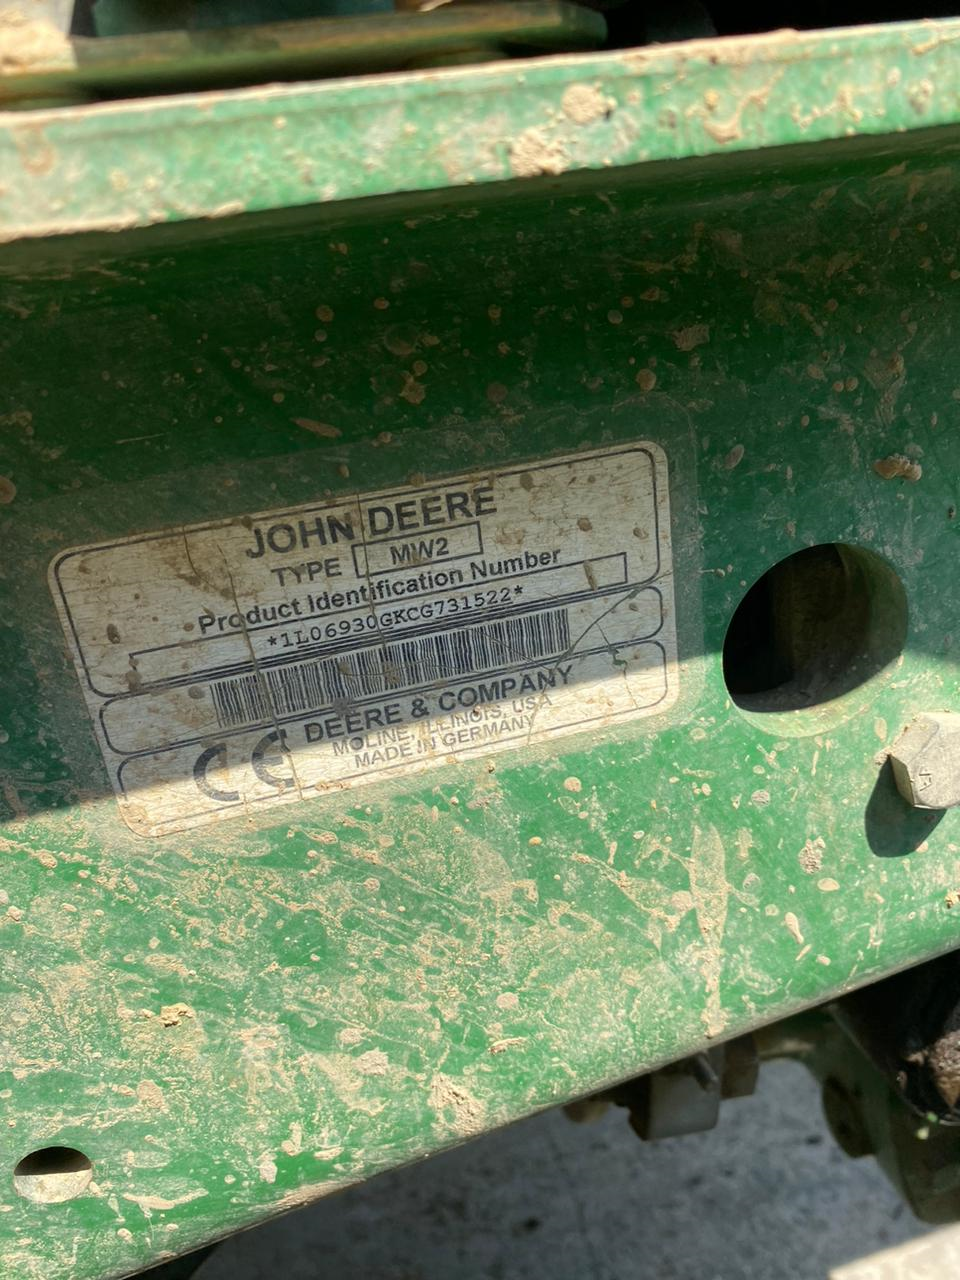 JOHN DEERE
TYPE MW2
Product Identification Number
*1L06930GKCG731522*
CE DEERE & COMPANY
MOLINE, ILLINOIS, USA
MADE IN GERMANY